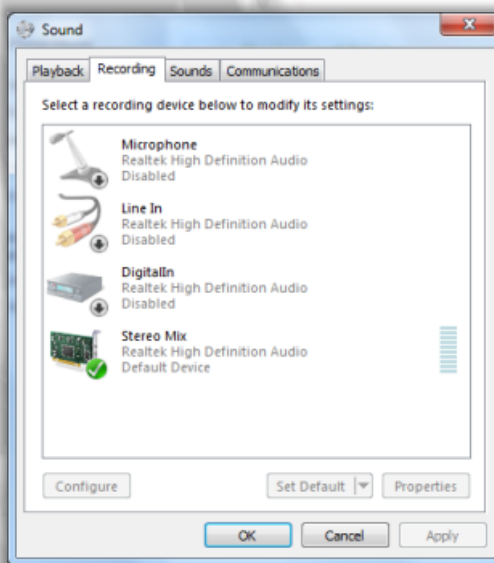 Sound
Playback Recording Sounds Communications
Select a recording device below to modify its settings:
Microphone
Realtek High Definition Audio
Disabled
Line In
Realtek High Definition Audio
Disabled
DigitalIn
Realtek High Definition Audio
Disabled
Stereo Mix
Realtek High Definition Audio
Default Device
Configure Set Default Properties
OK Cancel Apply